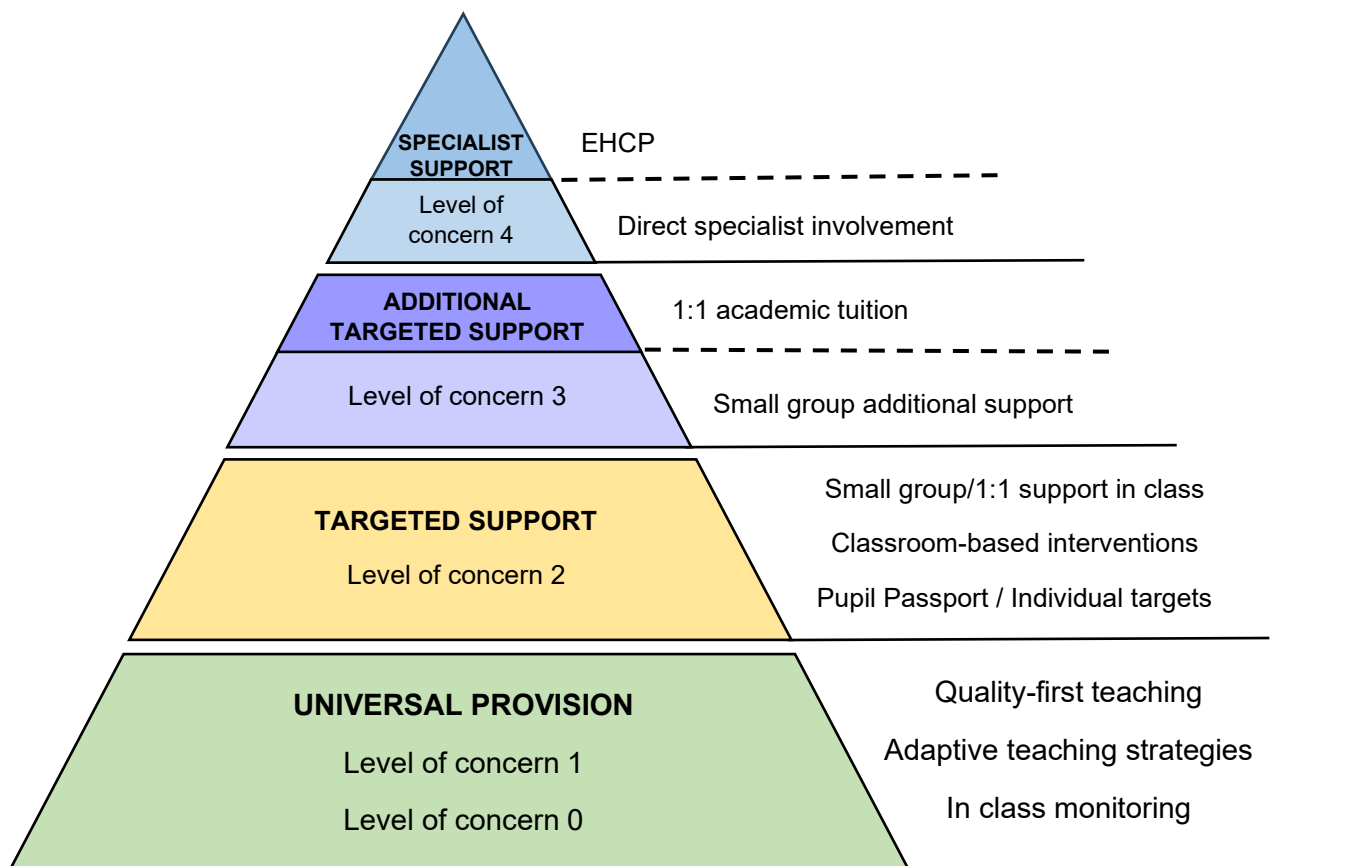 SPECIALIST
SUPPORT
EHCP
Level of
concern 4
Direct specialist involvement
ADDITIONAL
TARGETED SUPPORT
1:1 academic tuition
Level of concern 3
Small group additional support
TARGETED SUPPORT
Level of concern 2
Small group/1:1 support in class
Classroom-based interventions
Pupil Passport / Individual targets
UNIVERSAL PROVISION
Level of concern 1
Level of concern 0
Quality-first teaching
Adaptive teaching strategies
In class monitoring